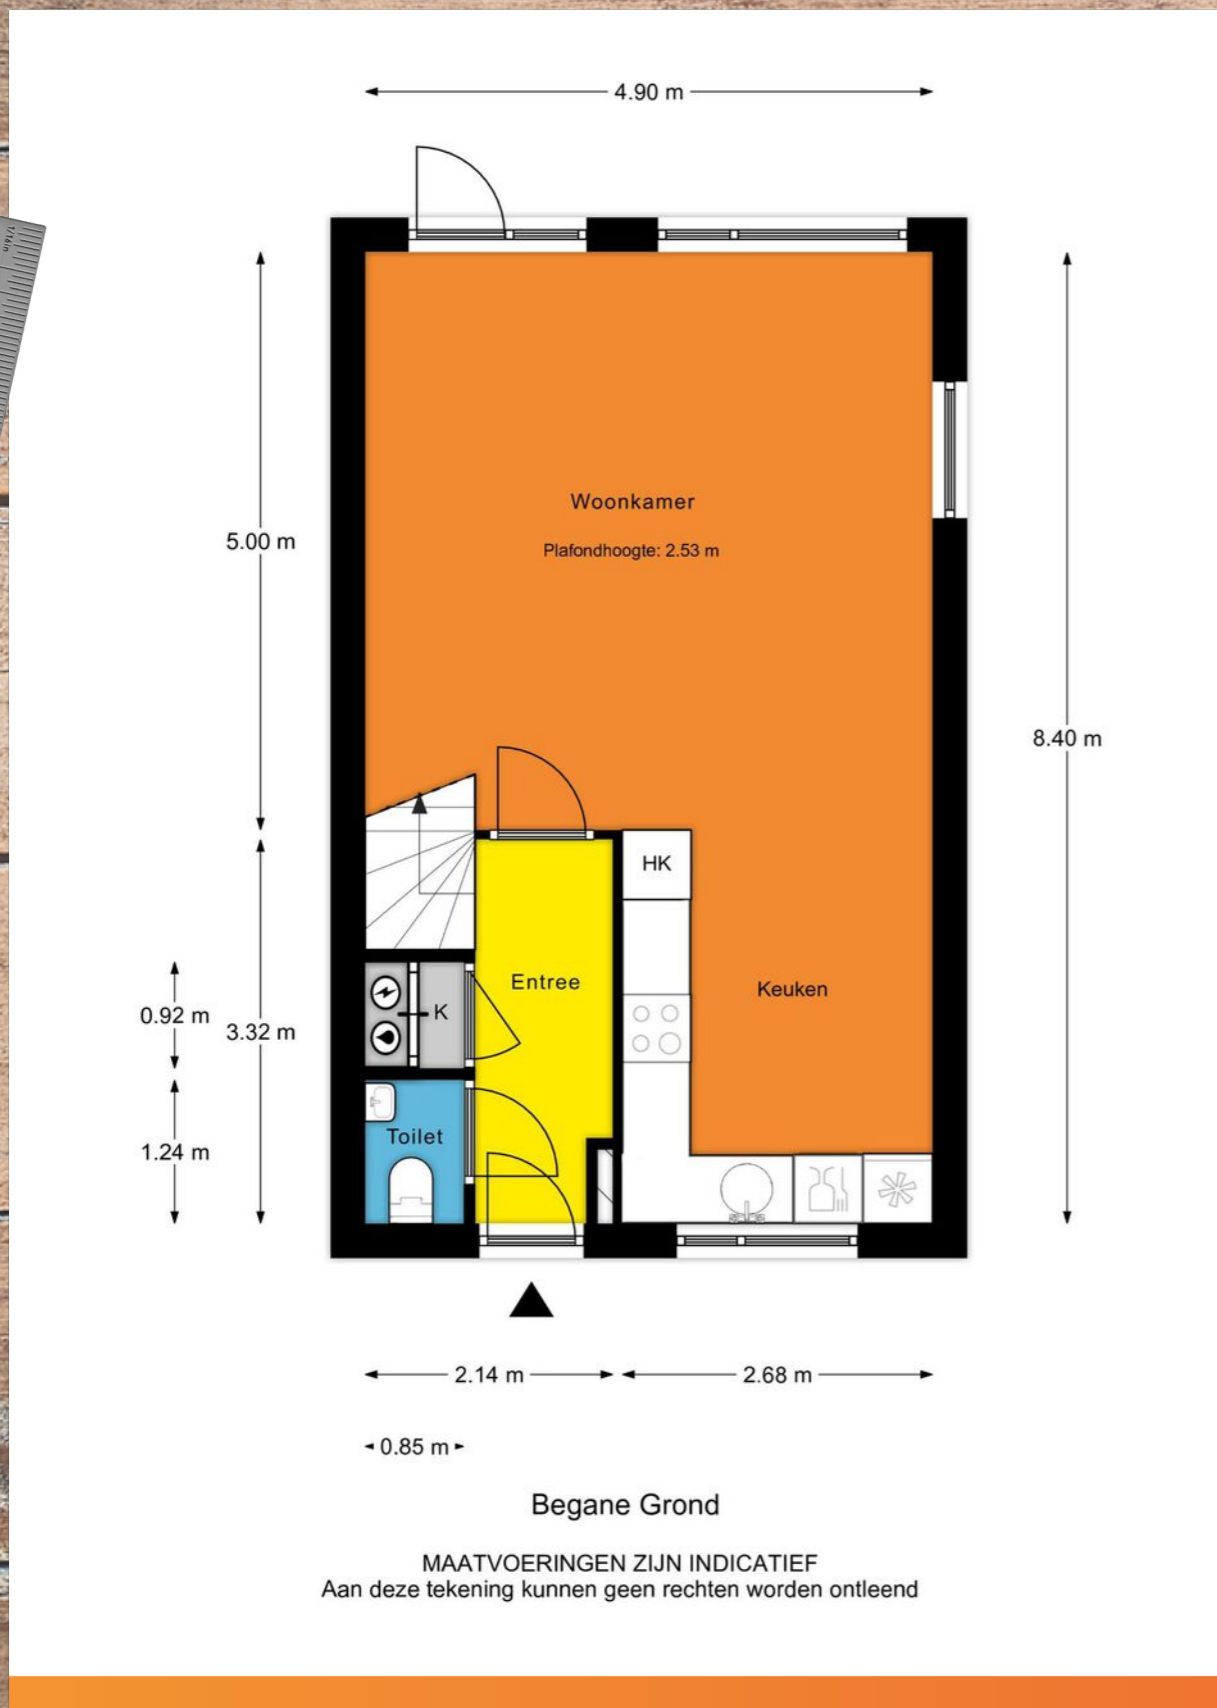 4.90 m
1/16in
5.00 m
Woonkamer
Plafondhoogte: 2.53 m
8.40 m
HK
Entree
Keuken
0.92 m
3.32 m
K
1.24 m
Toilet
2.14 m
2.68 m
0.85 m
Begane Grond
MAATVOERINGEN ZIJN INDICATIEF
Aan deze tekening kunnen geen rechten worden ontleend